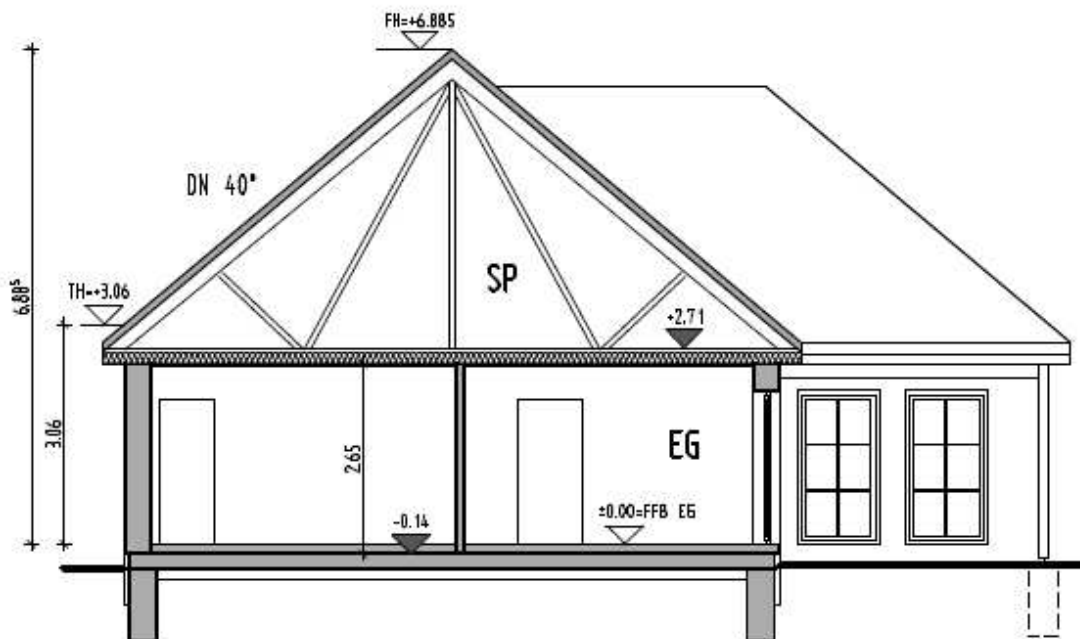 FH=+6.885
DN 40°
SP
6.88⁵
TH=+3.06
+2.71
3.06
2.65
EG
-0.14
±0.00=FFB EG